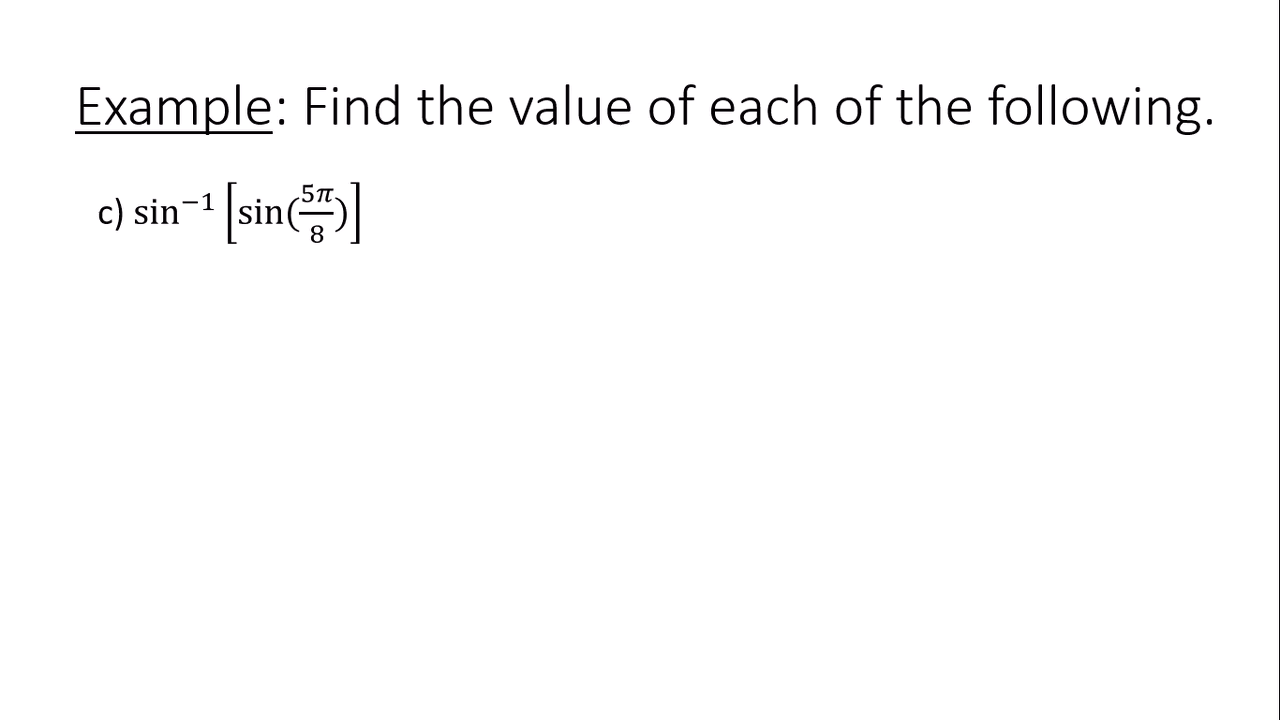 Example: Find the value of each of the following.
c) sin⁻¹ [sin(5π/8)]